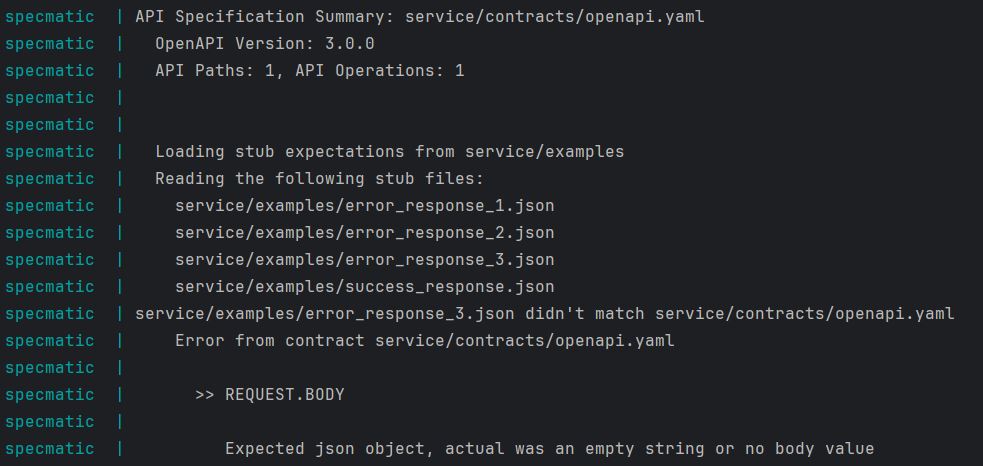 specmatic  | API Specification Summary: service/contracts/openapi.yaml
specmatic  |   OpenAPI Version: 3.0.0
specmatic  |   API Paths: 1, API Operations: 1
specmatic  |
specmatic  |
specmatic  |   Loading stub expectations from service/examples
specmatic  |   Reading the following stub files:
specmatic  |     service/examples/error_response_1.json
specmatic  |     service/examples/error_response_2.json
specmatic  |     service/examples/error_response_3.json
specmatic  |     service/examples/success_response.json
specmatic  | service/examples/error_response_3.json didn't match service/contracts/openapi.yaml
specmatic  |     Error from contract service/contracts/openapi.yaml
specmatic  |
specmatic  |       >> REQUEST.BODY
specmatic  |
specmatic  |          Expected json object, actual was an empty string or no body value